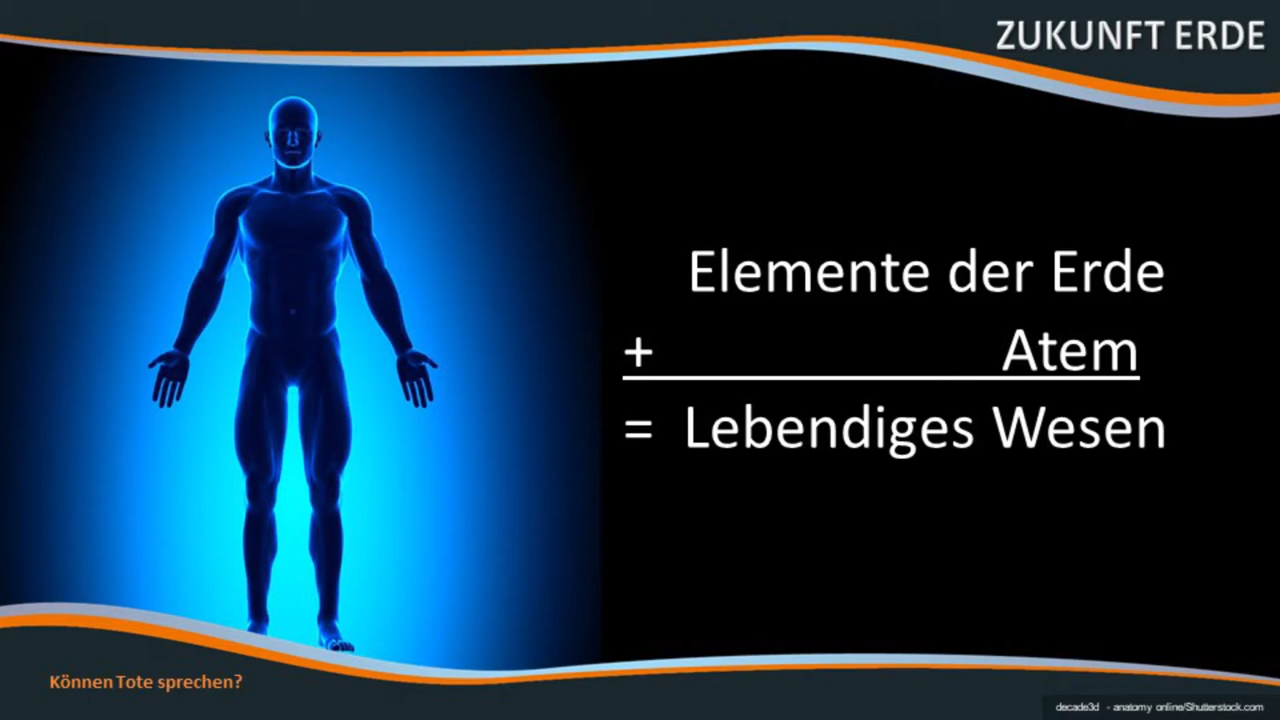 ZUKUNFT ERDE
Elemente der Erde
+ Atem
= Lebendiges Wesen
Können Tote sprechen?
decade3d - anatomy online/Shutterstock.com